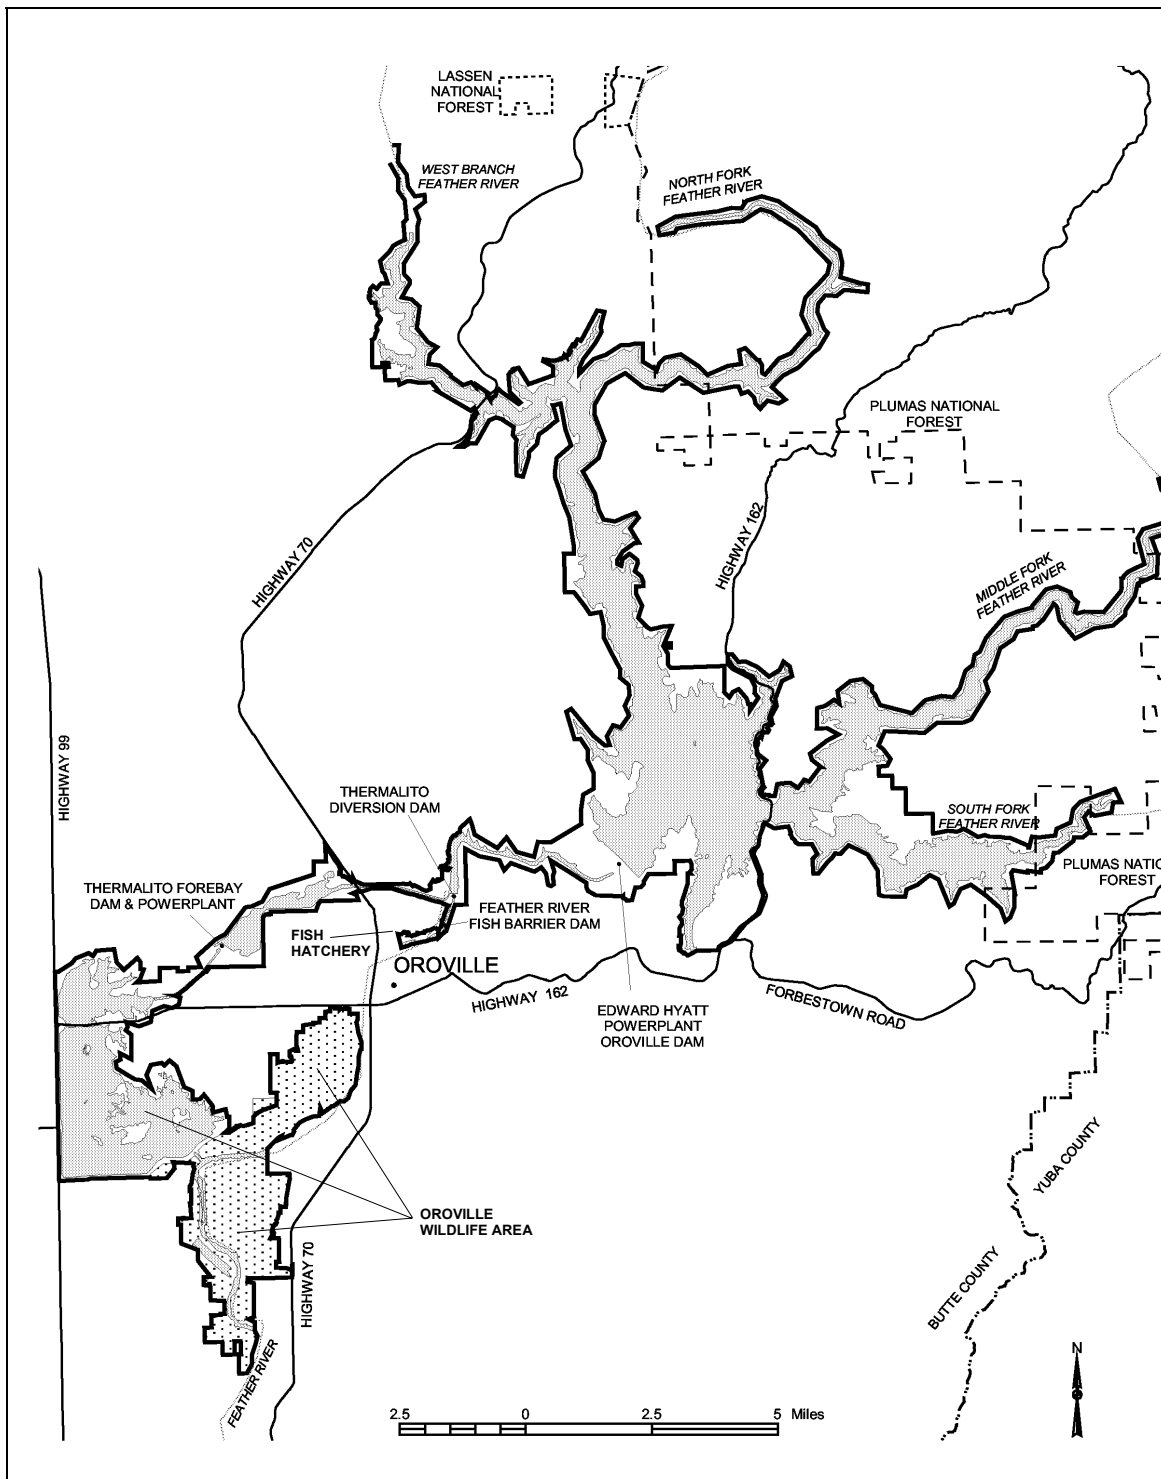 LASSEN
NATIONAL
FOREST
WEST BRANCH
FEATHER RIVER
NORTH FORK
FEATHER RIVER
PLUMAS NATIONAL
FOREST
HIGHWAY 70
HIGHWAY 162
MIDDLE FORK
FEATHER RIVER
HIGHWAY 99
THERMALITO
DIVERSION DAM
SOUTH FORK
FEATHER RIVER
PLUMAS NATIO
FOREST
THERMALITO FOREBAY
DAM & POWERPLANT
FEATHER RIVER
FISH BARRIER DAM
FISH
HATCHERY
OROVILLE
HIGHWAY 162
EDWARD HYATT
POWERPLANT
OROVILLE DAM
FORBESTOWN ROAD
YUBA COUNTY
BUTTE COUNTY
OROVILLE
WILDLIFE AREA
HIGHWAY 70
FEATHER RIVER
N
2.5 0 2.5 5 Miles